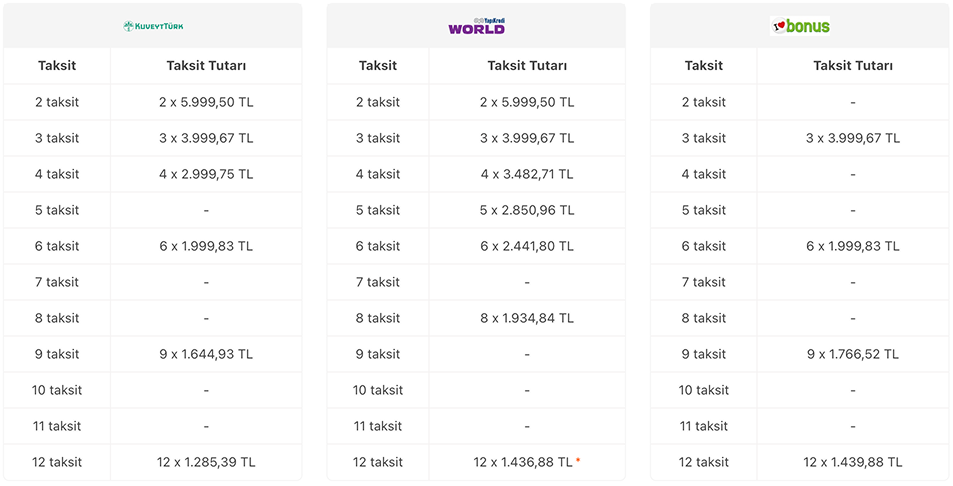 KUVEYTTÜRK
Taksit Taksit Tutarı
2 taksit 2 x 5.999,50 TL
3 taksit 3 x 3.999,67 TL
4 taksit 4 x 2.999,75 TL
5 taksit -
6 taksit 6 x 1.999,83 TL
7 taksit -
8 taksit -
9 taksit 9 x 1.644,93 TL
10 taksit -
11 taksit -
12 taksit 12 x 1.285,39 TL
YapıKredi
WORLD
Taksit Taksit Tutarı
2 taksit 2 x 5.999,50 TL
3 taksit 3 x 3.999,67 TL
4 taksit 4 x 3.482,71 TL
5 taksit 5 x 2.850,96 TL
6 taksit 6 x 2.441,80 TL
7 taksit -
8 taksit 8 x 1.934,84 TL
9 taksit -
10 taksit -
11 taksit -
12 taksit 12 x 1.436,88 TL *
I bonus
Taksit Taksit Tutarı
2 taksit -
3 taksit 3 x 3.999,67 TL
4 taksit -
5 taksit -
6 taksit 6 x 1.999,83 TL
7 taksit -
8 taksit -
9 taksit 9 x 1.766,52 TL
10 taksit -
11 taksit -
12 taksit 12 x 1.439,88 TL